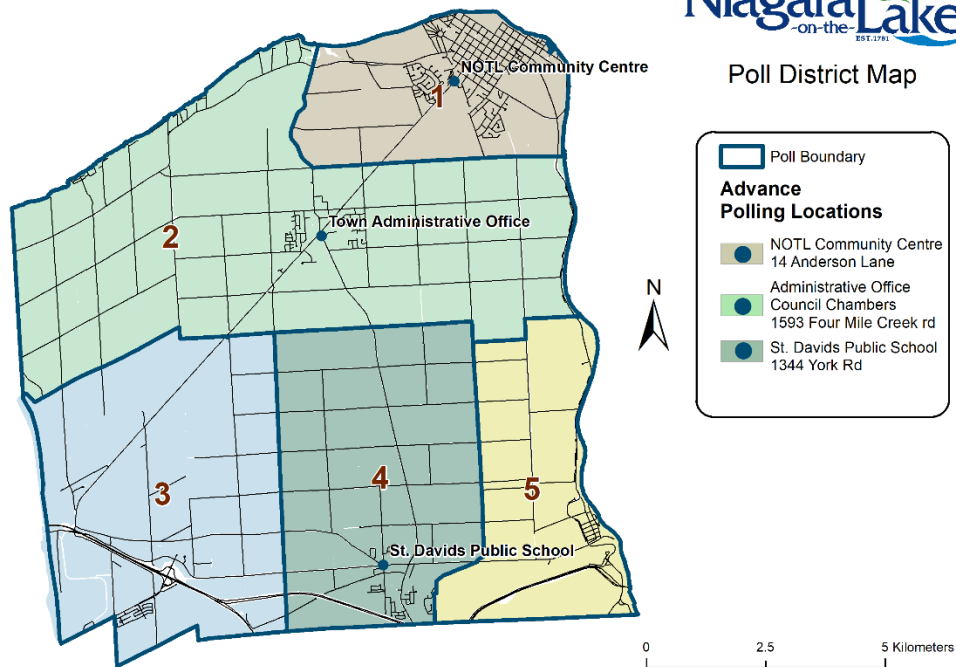 Niagara
-on-the-
Lake
EST.1781
Poll District Map
NOTL Community Centre
1
Town Administrative Office
2
3
4
5
St. Davids Public School
Poll Boundary
Advance
Polling Locations
NOTL Community Centre
14 Anderson Lane
Administrative Office
Council Chambers
1593 Four Mile Creek rd
St. Davids Public School
1344 York Rd
N
0 2.5 5 Kilometers